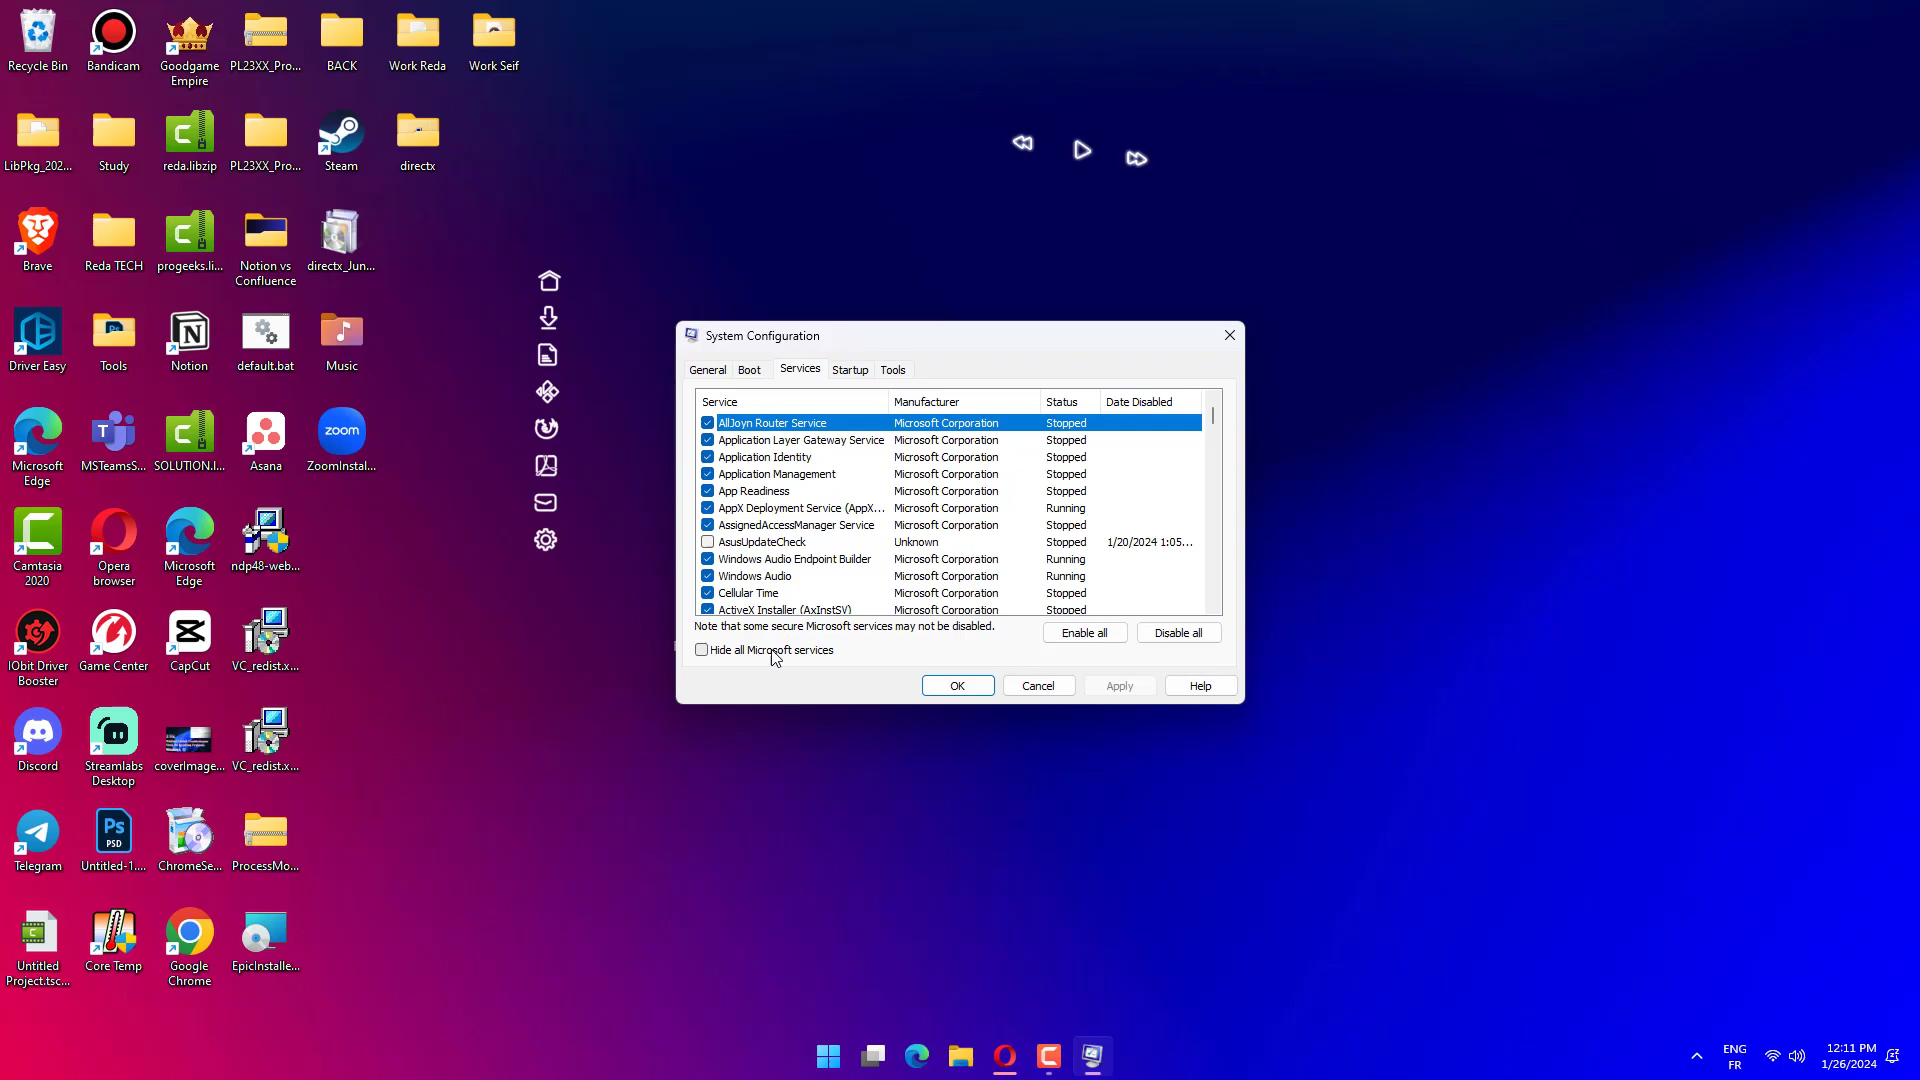 Recycle Bin
Bandicam
Goodgame
Empire
PL23XX_Pro...
BACK
Work Reda
Work Seif
LibPkg_202...
Study
reda.libzip
PL23XX_Pro...
Steam
directx
Brave
Reda TECH
progeeks.li...
Notion vs
Confluence
directx_Jun...
Driver Easy
Tools
Notion
default.bat
Music
Microsoft
Edge
MSTeamsS...
SOLUTION.l...
Asana
zoom
ZoomInstal...
Camtasia
2020
Opera
browser
Microsoft
Edge
ndp48-web...
IObit Driver
Booster
Game Center
CapCut
VC_redist.x...
Discord
Streamlabs
Desktop
coverImage...
VC_redist.x...
Telegram
Ps
PSD
Untitled-1....
ChromeSe...
ProcessMo...
Untitled
Project.tsc...
Core Temp
Google
Chrome
EpicInstalle...
System Configuration
General Boot Services Startup Tools
Service Manufacturer Status Date Disabled
AllJoyn Router Service Microsoft Corporation Stopped
Application Layer Gateway Service Microsoft Corporation Stopped
Application Identity Microsoft Corporation Stopped
Application Management Microsoft Corporation Stopped
App Readiness Microsoft Corporation Stopped
AppX Deployment Service (AppX... Microsoft Corporation Running
AssignedAccessManager Service Microsoft Corporation Stopped
AsusUpdateCheck Unknown Stopped 1/20/2024 1:05...
Windows Audio Endpoint Builder Microsoft Corporation Running
Windows Audio Microsoft Corporation Running
Cellular Time Microsoft Corporation Stopped
ActiveX Installer (AxInstSV) Microsoft Corporation Stopped
Note that some secure Microsoft services may not be disabled.
Enable all Disable all
Hide all Microsoft services
OK Cancel Apply Help
ENG
FR
12:11 PM
1/26/2024